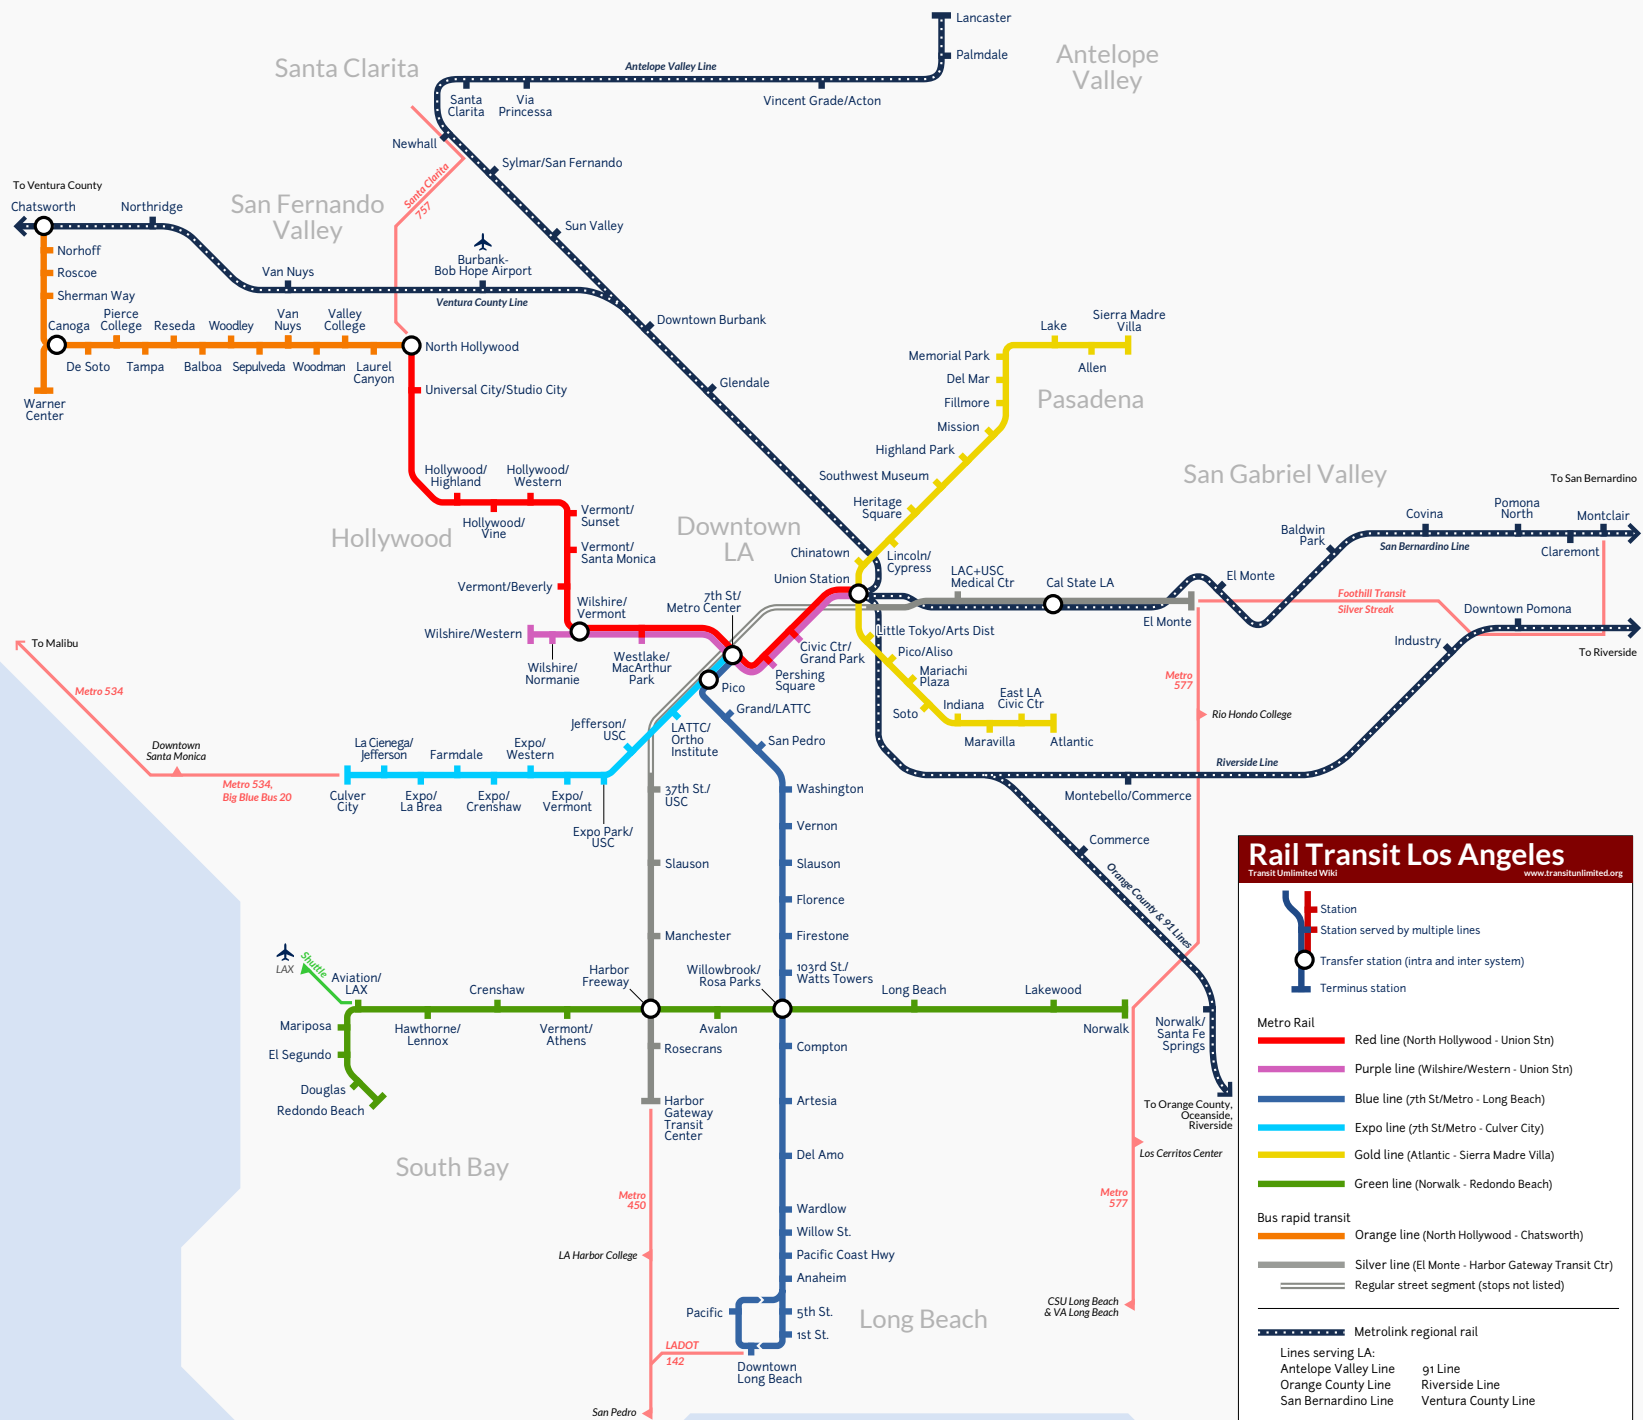 Lancaster
Palmdale
Antelope
Valley
Santa Clarita
Antelope Valley Line
Santa
Clarita
Via
Princessa
Vincent Grade/Acton
Newhall
Sylmar/San Fernando
Santa Clarita
757
To Ventura County
Chatsworth
Northridge
San Fernando
Valley
Sun Valley
Norhoff
Roscoe
Sherman Way
Van Nuys
Burbank-
Bob Hope Airport
Ventura County Line
Downtown Burbank
Glendale
Canoga
Pierce
College
Reseda
Woodley
Van
Nuys
Valley
College
North Hollywood
De Soto
Tampa
Balboa
Sepulveda
Woodman
Laurel
Canyon
Warner
Center
Universal City/Studio City
Lake
Sierra Madre
Villa
Memorial Park
Allen
Del Mar
Fillmore
Pasadena
Mission
Highland Park
Southwest Museum
Heritage
Square
Lincoln/
Cypress
Chinatown
Union Station
Hollywood/
Highland
Hollywood/
Western
Hollywood/
Vine
Vermont/
Sunset
Hollywood
Vermont/
Santa Monica
Vermont/Beverly
Wilshire/
Vermont
Wilshire/Western
Wilshire/
Normanie
Westlake/
MacArthur
Park
Downtown
LA
7th St/
Metro Center
Civic Ctr/
Grand Park
Pershing
Square
Pico
San Gabriel Valley
To San Bernardino
LAC+USC
Medical Ctr
Cal State LA
El Monte
El Monte
Baldwin
Park
Covina
Pomona
North
Montclair
San Bernardino Line
Claremont
Foothill Transit
Silver Streak
Downtown Pomona
Industry
To Riverside
Metro
577
Rio Hondo College
Little Tokyo/Arts Dist
Pico/Aliso
Mariachi
Plaza
Soto
Indiana
East LA
Civic Ctr
Maravilla
Atlantic
Riverside Line
Montebello/Commerce
Commerce
Orange County & 91 Lines
To Malibu
Metro 534
Downtown
Santa Monica
Metro 534,
Big Blue Bus 20
Culver
City
La Cienega/
Jefferson
Expo/
La Brea
Farmdale
Expo/
Crenshaw
Expo/
Western
Expo/
Vermont
Expo Park/
USC
Jefferson/
USC
LATTC/
Ortho
Institute
Grand/LATTC
San Pedro
Washington
Vernon
Slauson
Florence
Firestone
103rd St./
Watts Towers
37th St./
USC
Slauson
Manchester
Harbor
Freeway
Willowbrook/
Rosa Parks
LAX
Shuttle
Aviation/
LAX
Crenshaw
Long Beach
Lakewood
Mariposa
El Segundo
Douglas
Redondo Beach
Hawthorne/
Lennox
Vermont/
Athens
Avalon
Norwalk
Norwalk/
Santa Fe
Springs
To Orange County,
Oceanside,
Riverside
Rosecrans
Harbor
Gateway
Transit
Center
Compton
Artesia
Del Amo
Wardlow
Willow St.
Pacific Coast Hwy
Anaheim
Pacific
5th St.
1st St.
Downtown
Long Beach
Long Beach
South Bay
Metro
450
LA Harbor College
LADOT
142
San Pedro
Los Cerritos Center
Metro
577
CSU Long Beach
& VA Long Beach
Rail Transit Los Angeles
Transit Umlimited Wiki
www.transitunlimited.org
Station
Station served by multiple lines
Transfer station (intra and inter system)
Terminus station
Metro Rail
Red line (North Hollywood - Union Stn)
Purple line (Wilshire/Western - Union Stn)
Blue line (7th St/Metro - Long Beach)
Expo line (7th St/Metro - Culver City)
Gold line (Atlantic - Sierra Madre Villa)
Green line (Norwalk - Redondo Beach)
Bus rapid transit
Orange line (North Hollywood - Chatsworth)
Silver line (El Monte - Harbor Gateway Transit Ctr)
Regular street segment (stops not listed)
Metrolink regional rail
Lines serving LA:
Antelope Valley Line
91 Line
Orange County Line
Riverside Line
San Bernardino Line
Ventura County Line